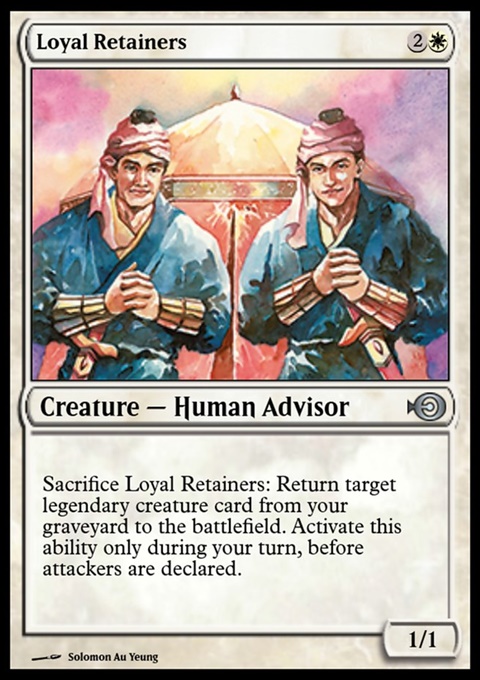 Loyal Retainers 2
Creature — Human Advisor
Sacrifice Loyal Retainers: Return target
legendary creature card from your
graveyard to the battlefield. Activate this
ability only during your turn, before
attackers are declared.
1/1
Solomon Au Yeung